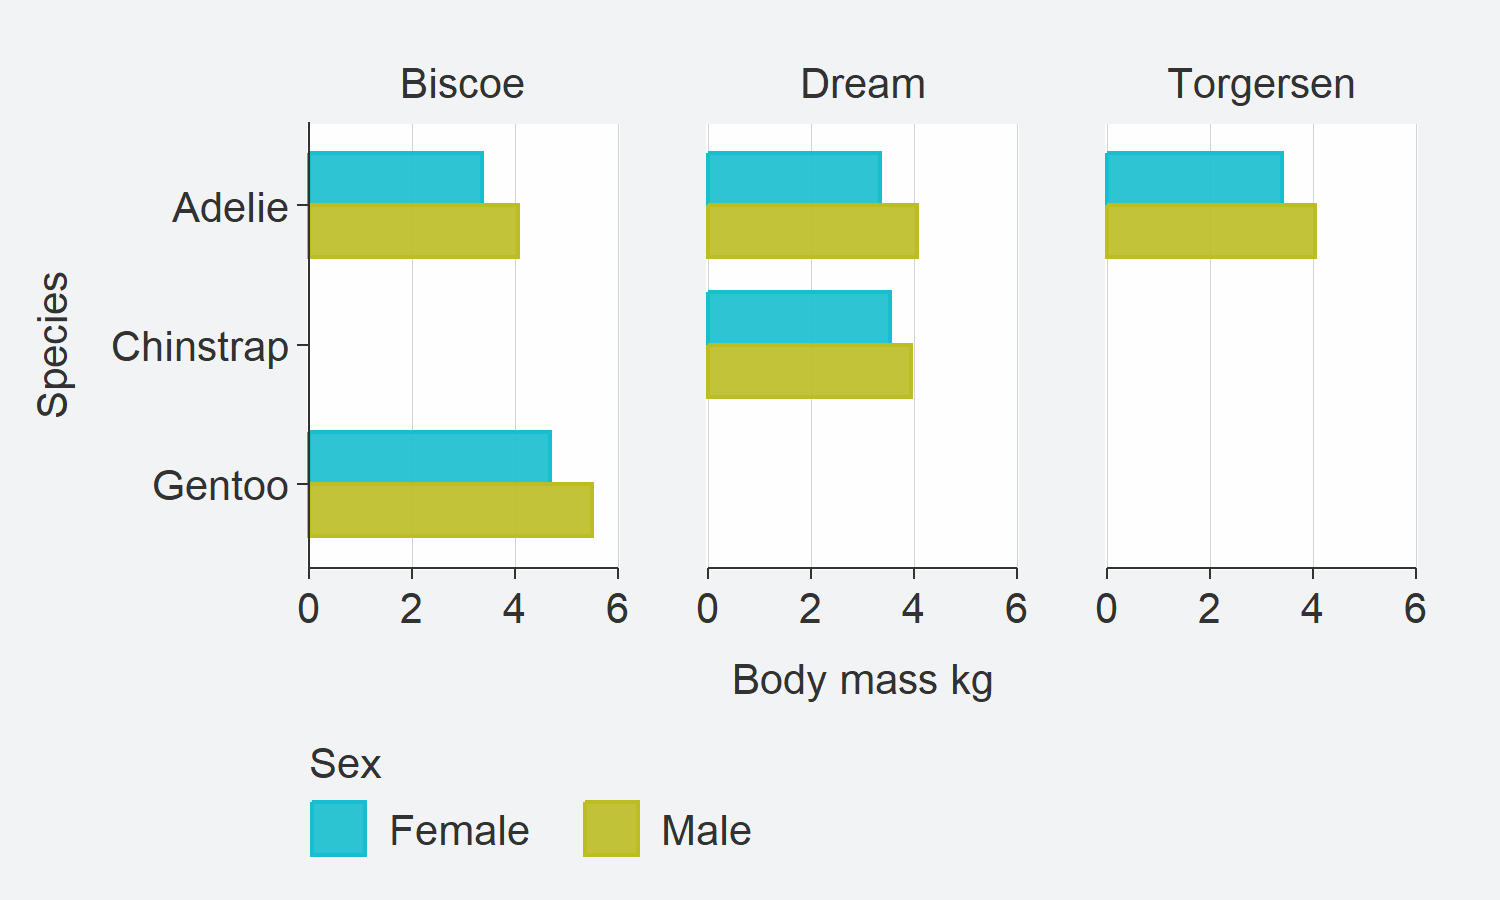 Biscoe Dream Torgersen
Adelie
Chinstrap
Gentoo
Species
0 2 4 6 0 2 4 6 0 2 4 6
Body mass kg
Sex
Female Male